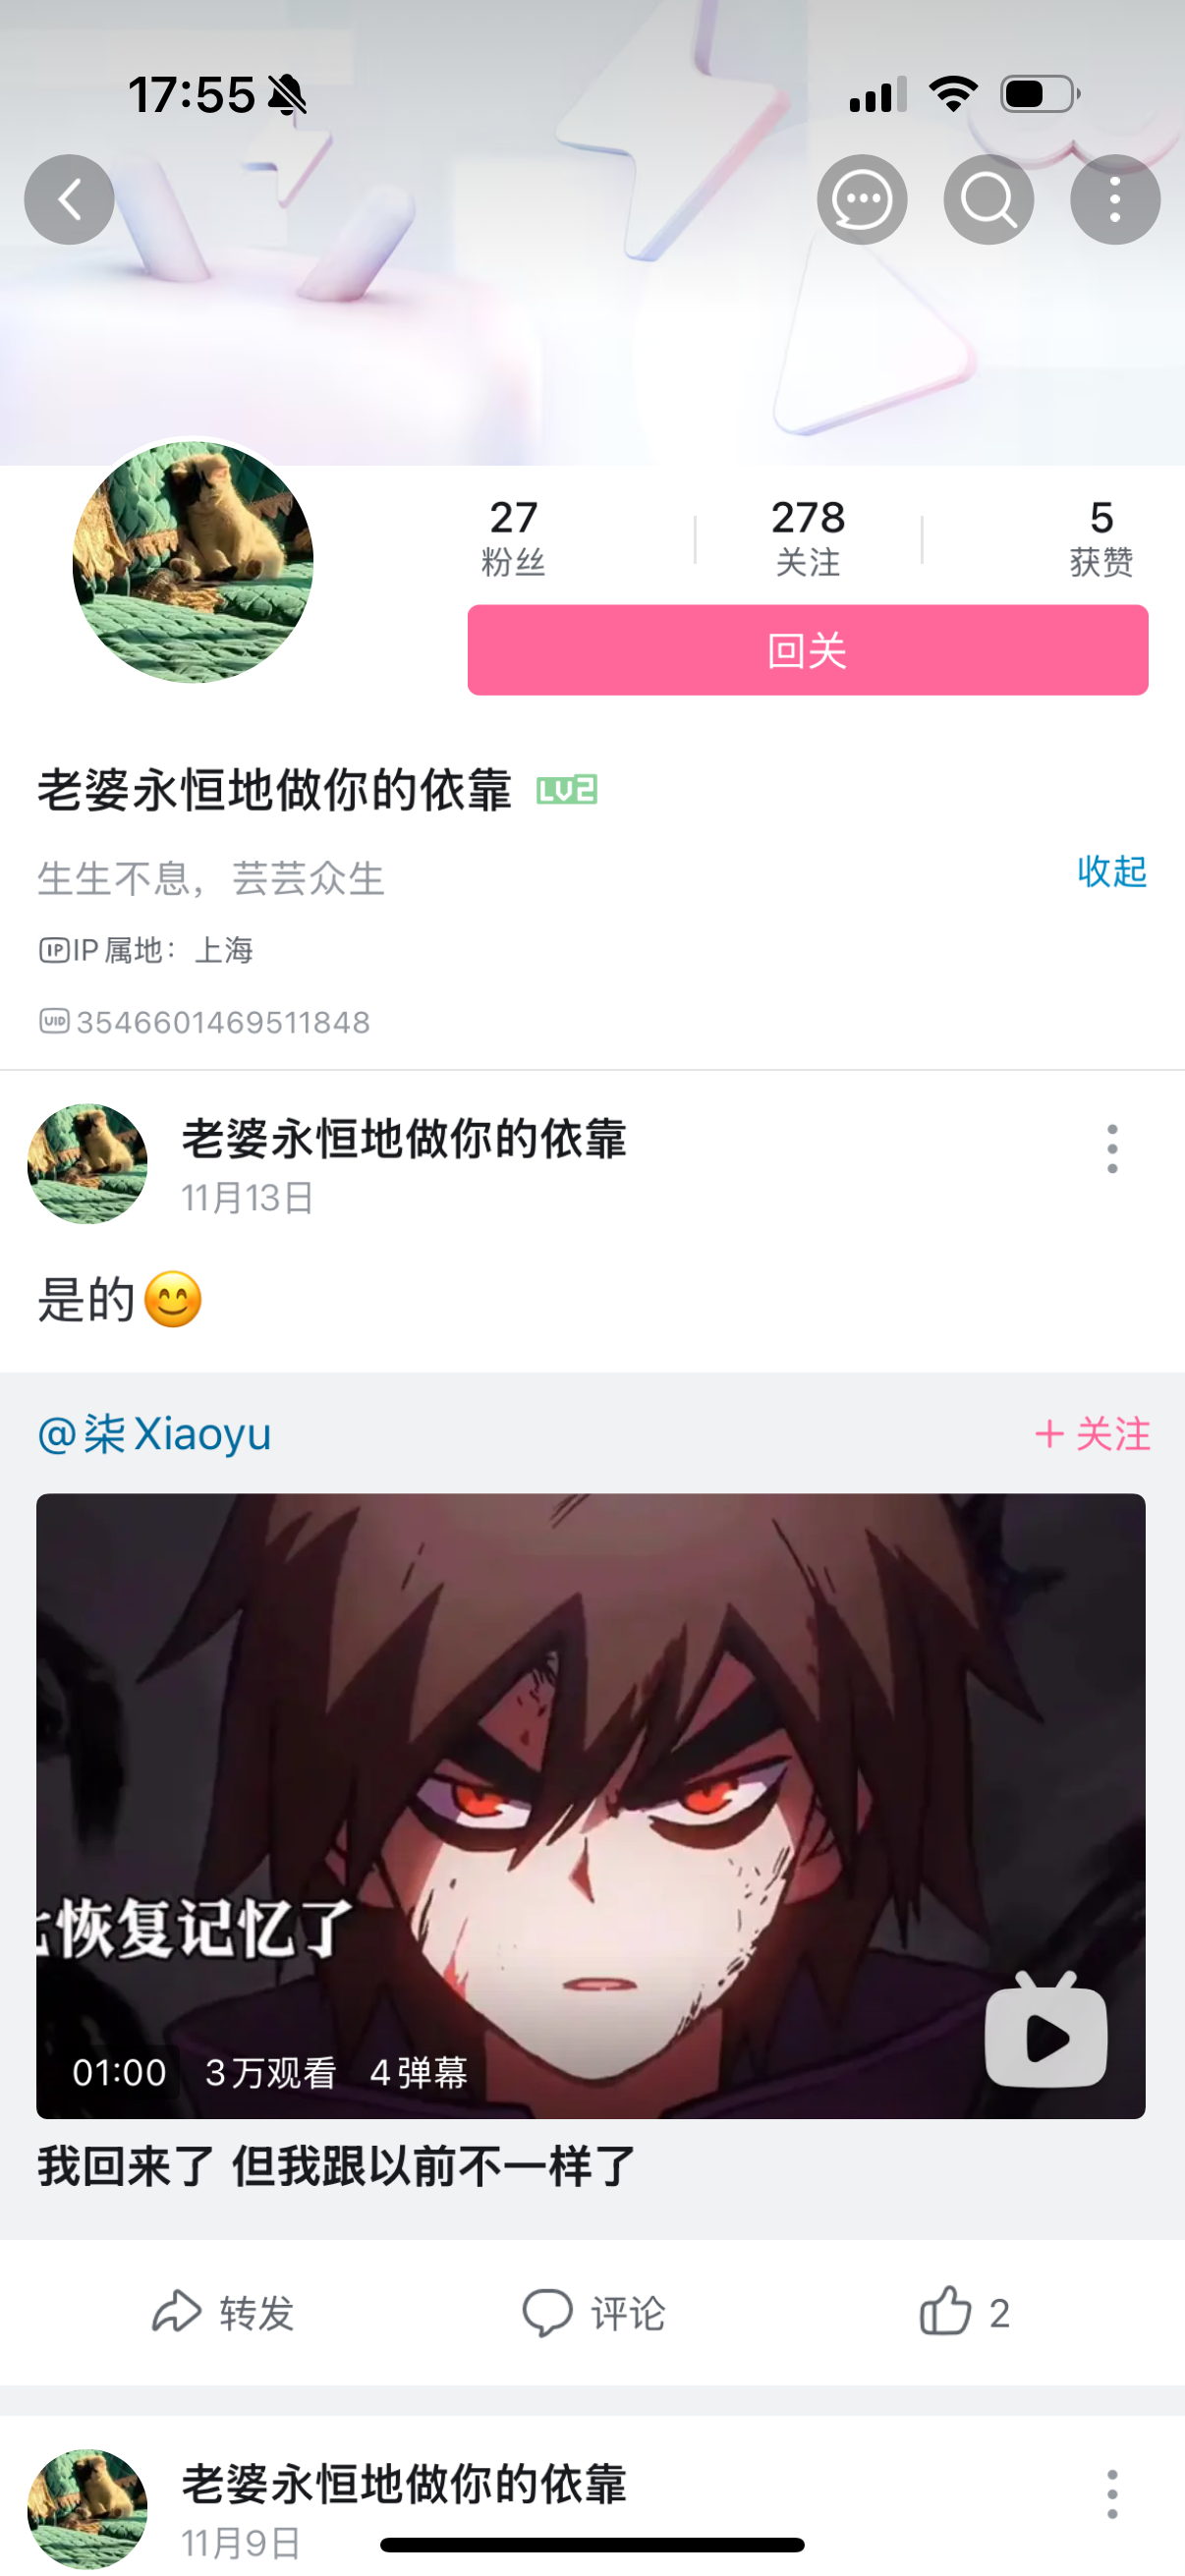 17:55
27
粉丝
278
关注
5
获赞
回关
老婆永恒地做你的依靠 LV2
生生不息，芸芸众生
收起
IP IP属地：上海
UID 3546601469511848
老婆永恒地做你的依靠
11月13日
是的😊
@柒Xiaoyu
+ 关注
恢复记忆了
01:00 3万观看 4弹幕
我回来了 但我跟以前不一样了
转发
评论
2
老婆永恒地做你的依靠
11月9日